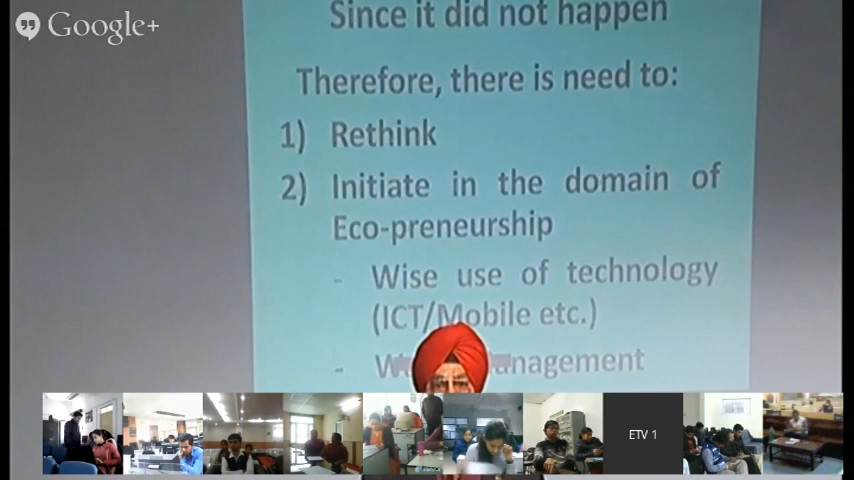 Google+
Since it did not happen
Therefore, there is need to:
1) Rethink
2) Initiate in the domain of
Eco-preneurship
- Wise use of technology
(ICT/Mobile etc.)
- management
ETV 1